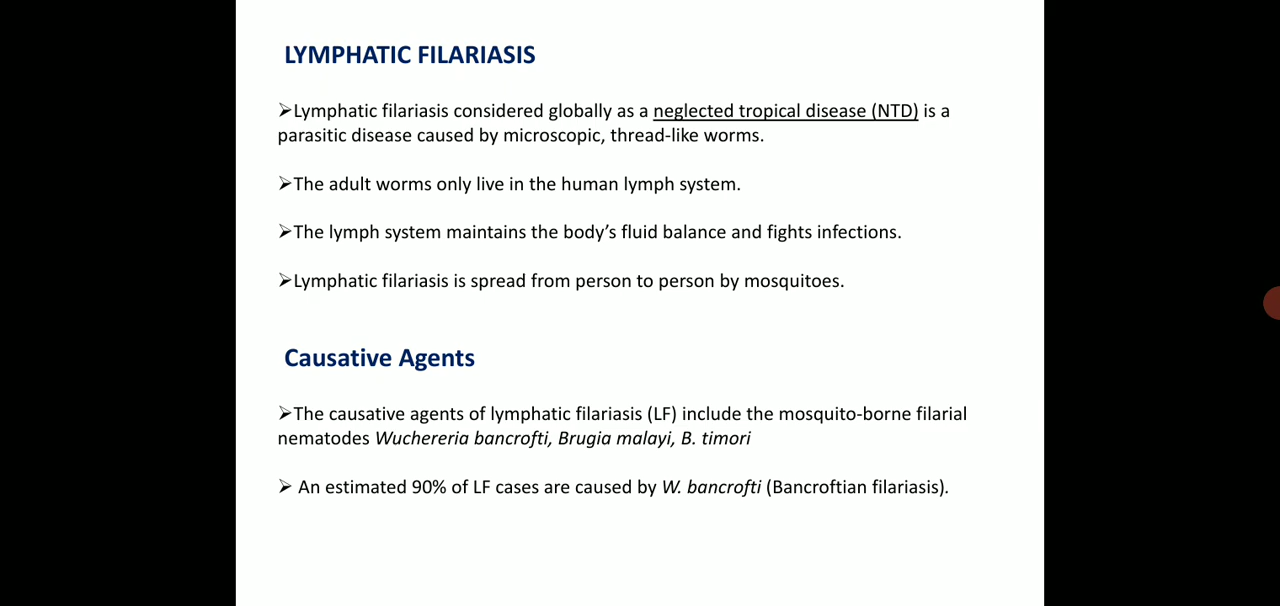 LYMPHATIC FILARIASIS
➢Lymphatic filariasis considered globally as a neglected tropical disease (NTD) is a
parasitic disease caused by microscopic, thread-like worms.
➢The adult worms only live in the human lymph system.
➢The lymph system maintains the body’s fluid balance and fights infections.
➢Lymphatic filariasis is spread from person to person by mosquitoes.
Causative Agents
➢The causative agents of lymphatic filariasis (LF) include the mosquito-borne filarial
nematodes Wuchereria bancrofti, Brugia malayi, B. timori
➢ An estimated 90% of LF cases are caused by W. bancrofti (Bancroftian filariasis).